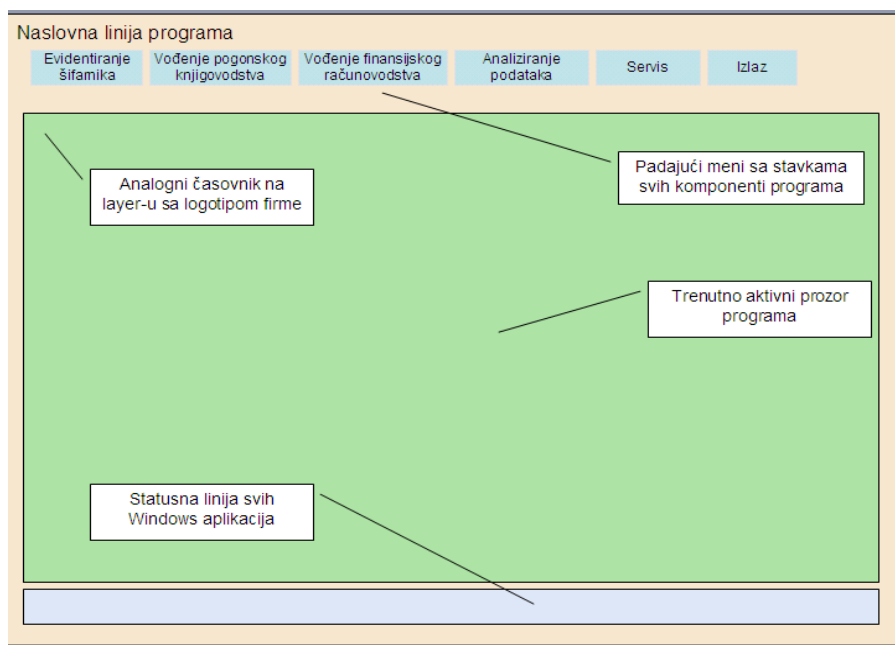 Naslovna linija programa
Evidentiranje
šifarnika
Vođenje pogonskog
knjigovodstva
Vođenje finansijskog
računovodstva
Analiziranje
podataka
Servis
Izlaz
Padajući meni sa stavkama
svih komponenti programa
Analogni časovnik na
layer-u sa logotipom firme
Trenutno aktivni prozor
programa
Statusna linija svih
Windows aplikacija